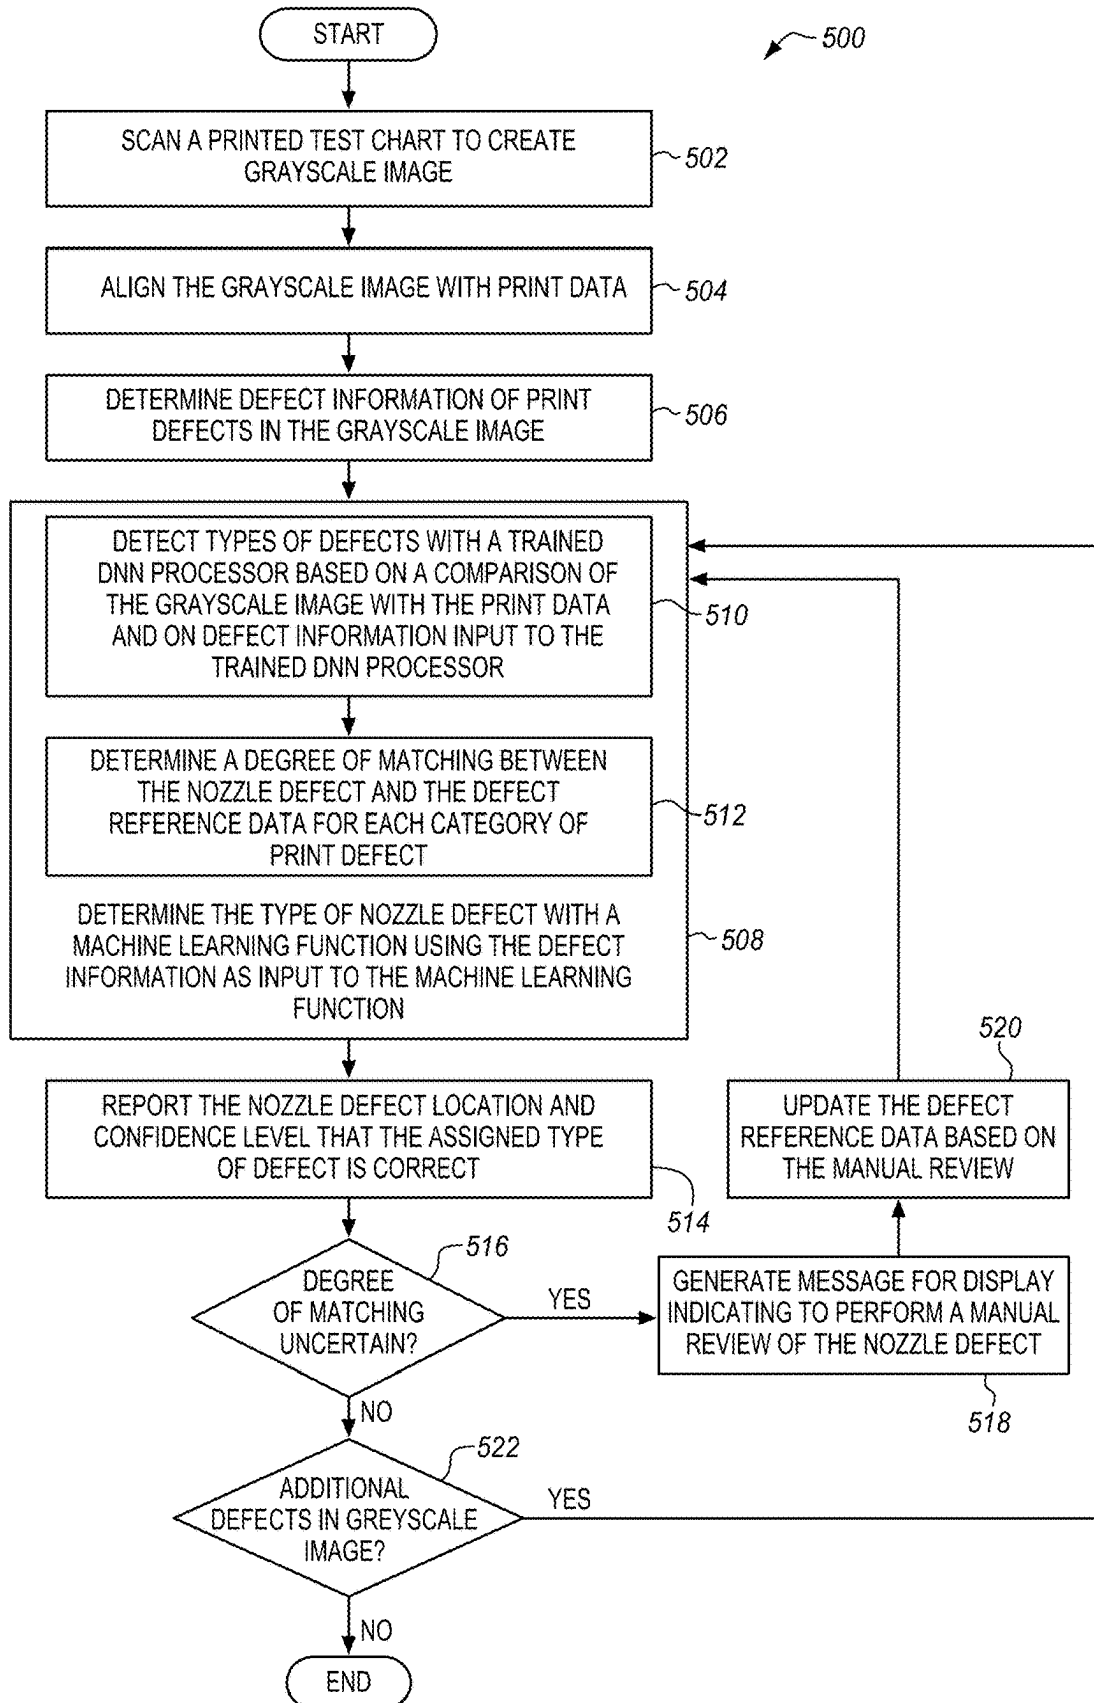 START
500
SCAN A PRINTED TEST CHART TO CREATE
GRAYSCALE IMAGE
502
ALIGN THE GRAYSCALE IMAGE WITH PRINT DATA
504
DETERMINE DEFECT INFORMATION OF PRINT
DEFECTS IN THE GRAYSCALE IMAGE
506
DETECT TYPES OF DEFECTS WITH A TRAINED
DNN PROCESSOR BASED ON A COMPARISON OF
THE GRAYSCALE IMAGE WITH THE PRINT DATA
AND ON DEFECT INFORMATION INPUT TO THE
TRAINED DNN PROCESSOR
510
DETERMINE A DEGREE OF MATCHING BETWEEN
THE NOZZLE DEFECT AND THE DEFECT
REFERENCE DATA FOR EACH CATEGORY OF
PRINT DEFECT
512
DETERMINE THE TYPE OF NOZZLE DEFECT WITH A
MACHINE LEARNING FUNCTION USING THE DEFECT
INFORMATION AS INPUT TO THE MACHINE LEARNING
FUNCTION
508
REPORT THE NOZZLE DEFECT LOCATION AND
CONFIDENCE LEVEL THAT THE ASSIGNED TYPE
OF DEFECT IS CORRECT
514
520
UPDATE THE DEFECT
REFERENCE DATA BASED ON
THE MANUAL REVIEW
516
DEGREE
OF MATCHING
UNCERTAIN?
YES
GENERATE MESSAGE FOR DISPLAY
INDICATING TO PERFORM A MANUAL
REVIEW OF THE NOZZLE DEFECT
518
NO
522
ADDITIONAL
DEFECTS IN GREYSCALE
IMAGE?
YES
NO
END